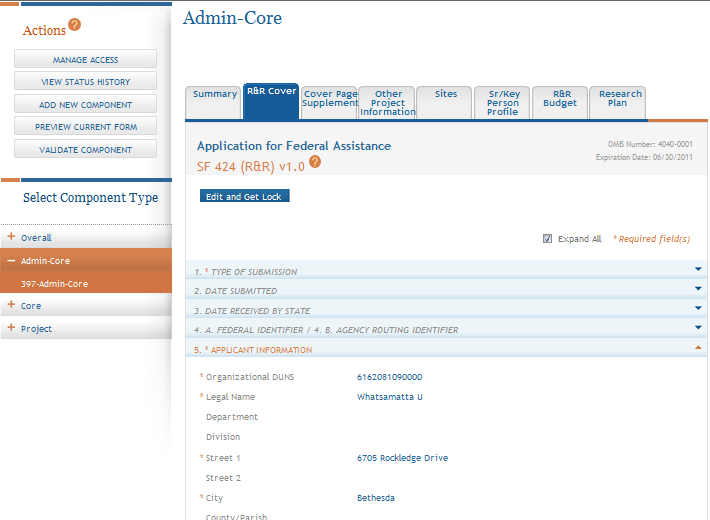 Admin-Core
Actions ?
MANAGE ACCESS
VIEW STATUS HISTORY
ADD NEW COMPONENT
PREVIEW CURRENT FORM
VALIDATE COMPONENT
Select Component Type
+ Overall
− Admin-Core
397-Admin-Core
+ Core
+ Project
Summary
R&R Cover
Cover Page
Supplement
Other
Project
Information
Sites
Sr/Key
Person
Profile
R&R
Budget
Research
Plan
Application for Federal Assistance
SF 424 (R&R) v1.0 ?
OMB Number: 4040-0001
Expiration Date: 06/30/2011
Edit and Get Lock
Expand All * Required field(s)
1. * TYPE OF SUBMISSION
2. DATE SUBMITTED
3. DATE RECEIVED BY STATE
4. A. FEDERAL IDENTIFIER / 4. B. AGENCY ROUTING IDENTIFIER
5. * APPLICANT INFORMATION
* Organizational DUNS 6162081090000
* Legal Name Whatsamatta U
Department
Division
* Street 1 6705 Rockledge Drive
Street 2
* City Bethesda
County/Parish